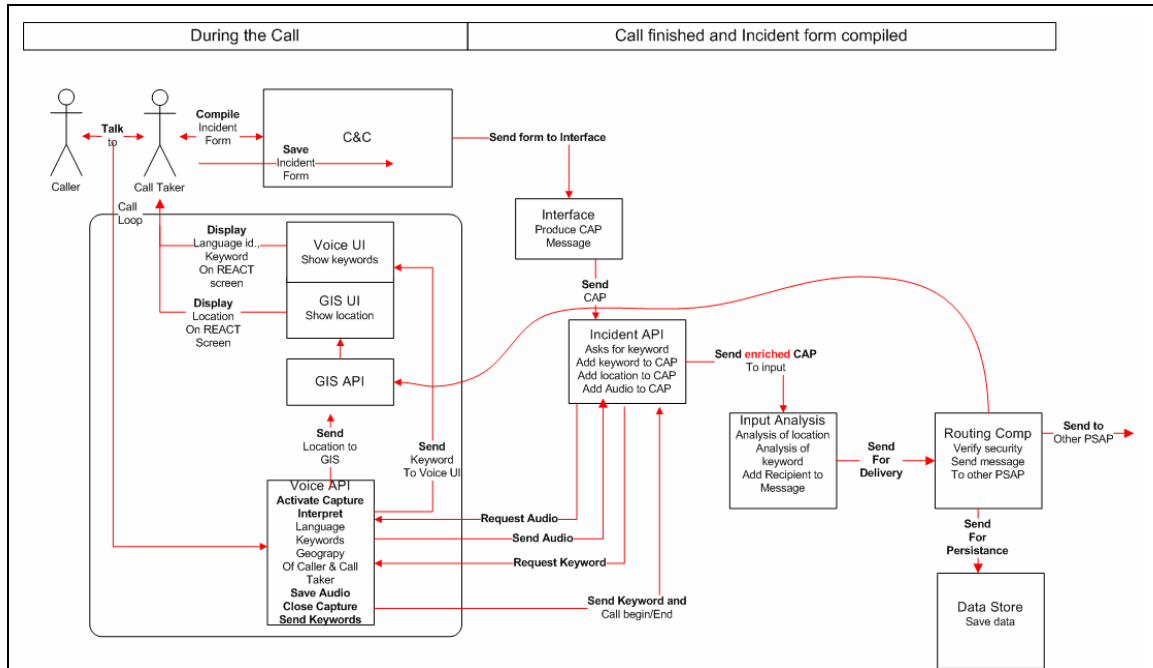 During the Call
Call finished and Incident form compiled
Talk
to
Caller
Call Taker
Compile
Incident
Form
Save
Incident
Form
C&C
Send form to Interface
Interface
Produce CAP
Message
Send
CAP
Call
Loop
Display
Language id.,
Keyword
On REACT
screen
Display
Location
On REACT
Screen
Voice UI
Show keywords
GIS UI
Show location
GIS API
Send
Location to
GIS
Send
Keyword
To Voice UI
Voice API
Activate Capture
Interpret
Language
Keywords
Geograpy
Of Caller & Call
Taker
Save Audio
Close Capture
Send Keywords
Incident API
Asks for keyword
Add keyword to CAP
Add location to CAP
Add Audio to CAP
Request Audio
Send Audio
Request Keyword
Send Keyword and
Call begin/End
Send enriched CAP
To input
Input Analysis
Analysis of location
Analysis of
keyword
Add Recipient to
Message
Send
For
Delivery
Routing Comp
Verify security
Send message
To other PSAP
Send to
Other PSAP
Send
For
Persistance
Data Store
Save data